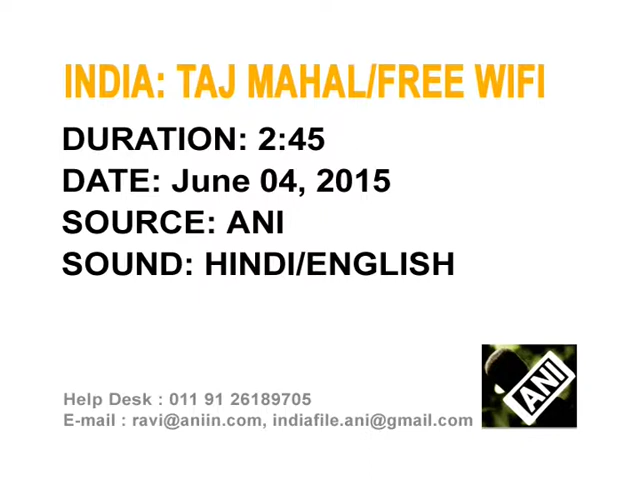 INDIA: TAJ MAHAL/FREE WIFI
DURATION: 2:45
DATE: June 04, 2015
SOURCE: ANI
SOUND: HINDI/ENGLISH
Help Desk : 011 91 26189705
E-mail : ravi@aniin.com, indiafile.ani@gmail.com
ANI